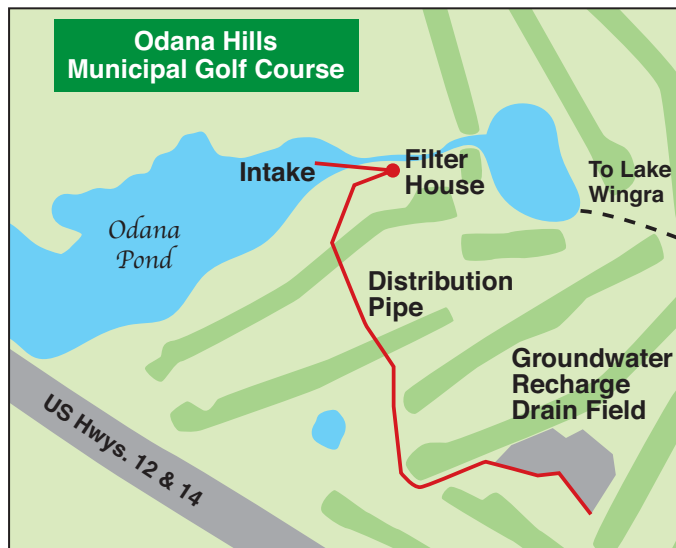 Odana Hills
Municipal Golf Course
Intake
Filter
House
To Lake
Wingra
Odana
Pond
Distribution
Pipe
Groundwater
Recharge
Drain Field
US Hwys. 12 & 14